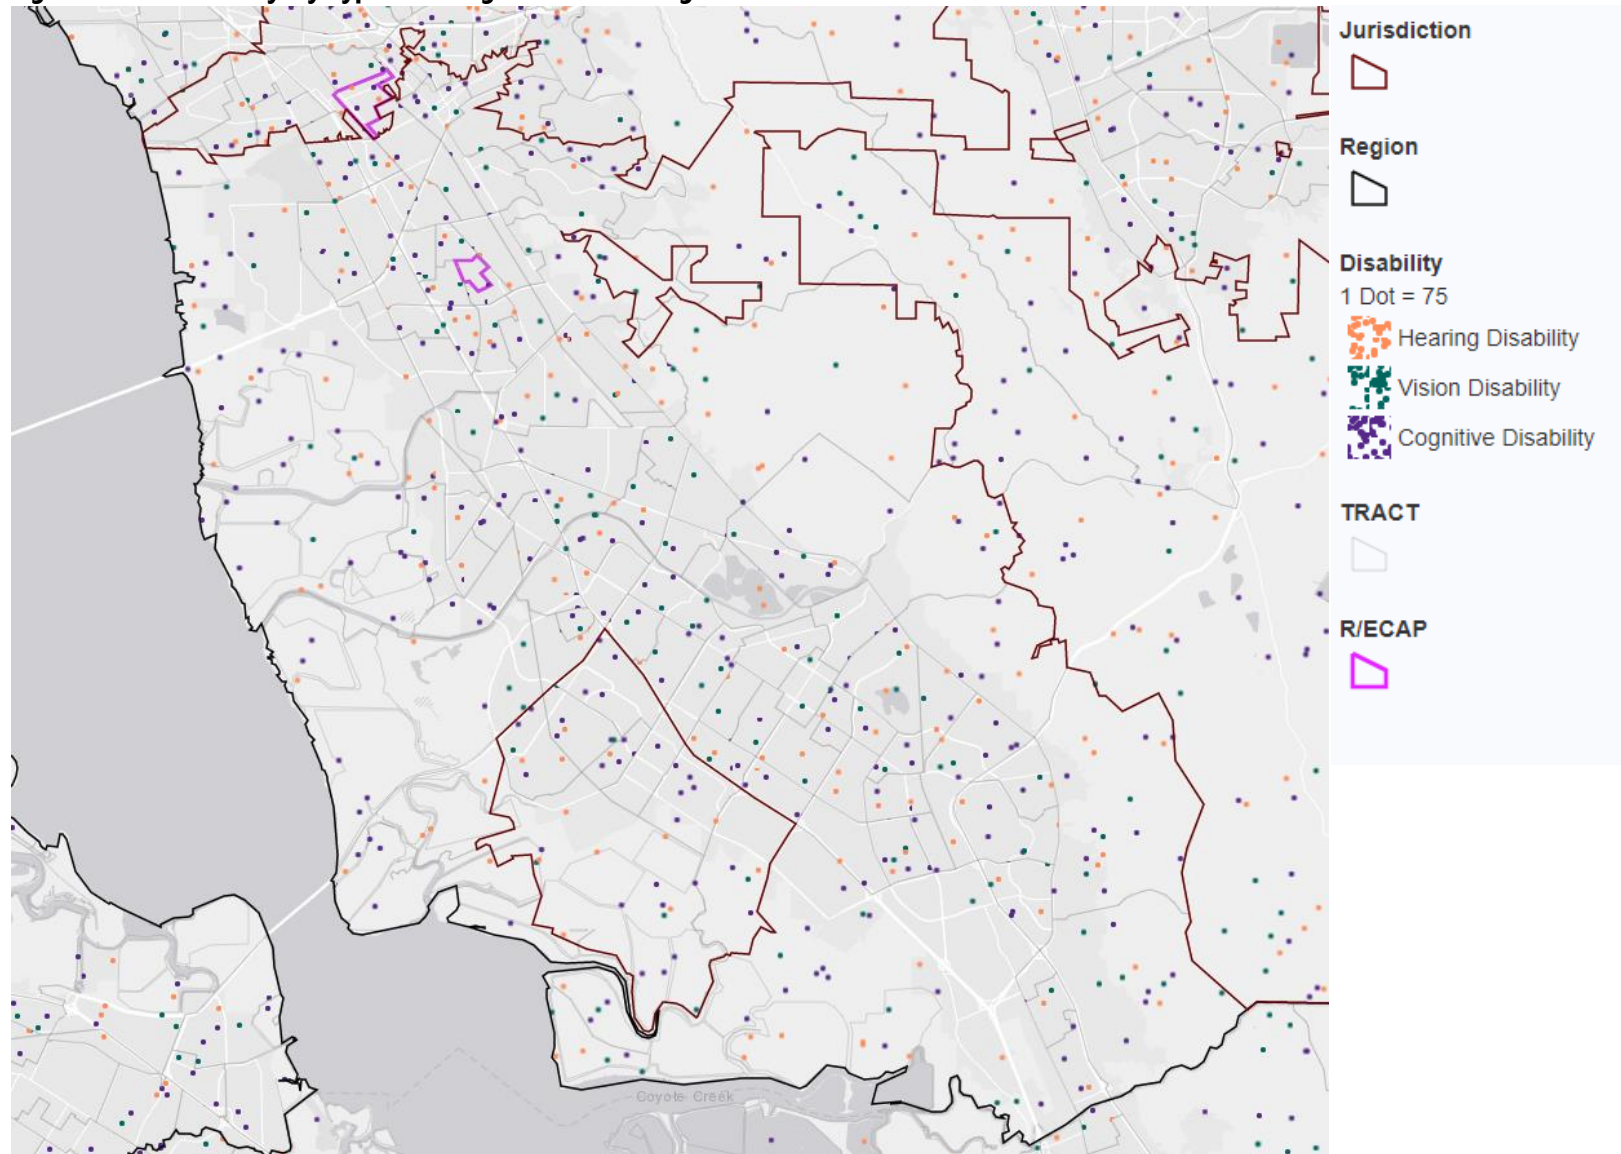 Jurisdiction
Region
Disability
1 Dot = 75
Hearing Disability
Vision Disability
Cognitive Disability
TRACT
R/ECAP
Coyote Creek